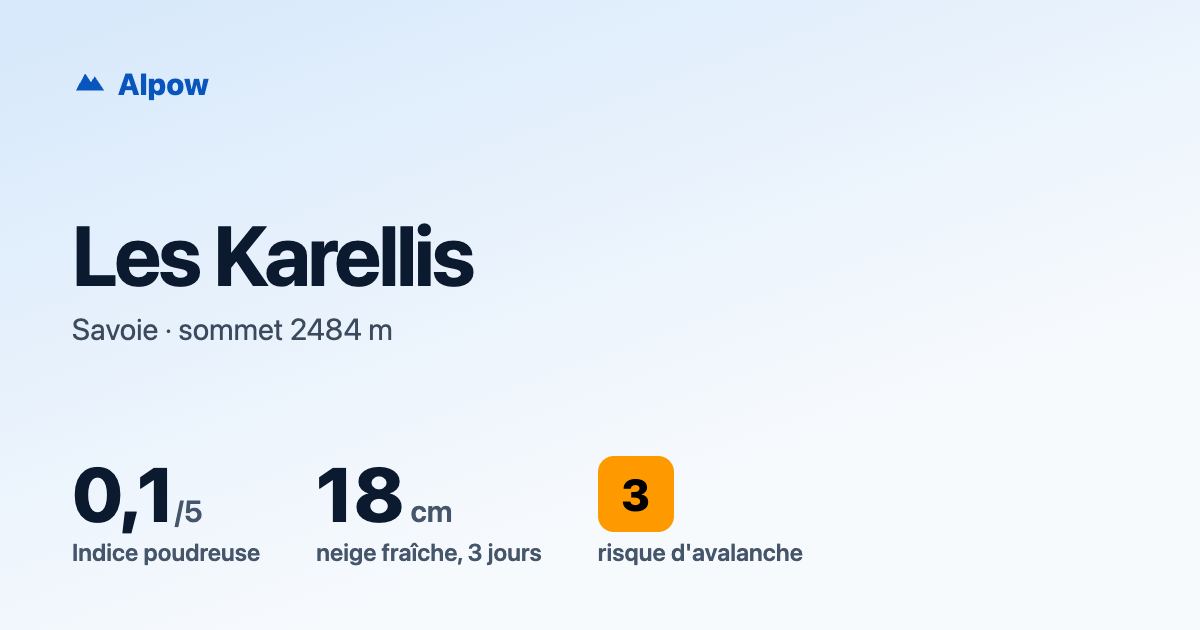 Alpow
Les Karellis
Savoie · sommet 2484 m
0,1/5
Indice poudreuse
18 cm
neige fraîche, 3 jours
3
risque d'avalanche